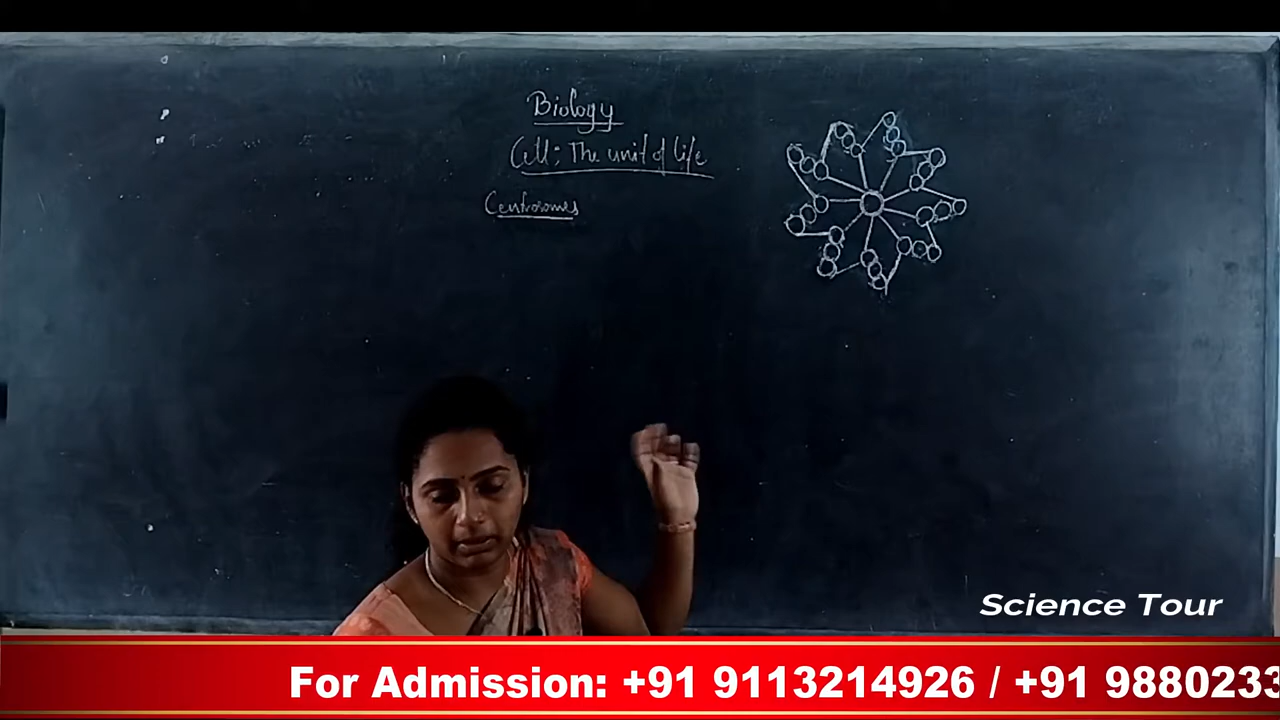 Biology
Cell: The unit of life
Centrosomes
Science Tour
For Admission: +91 9113214926 / +91 9880233